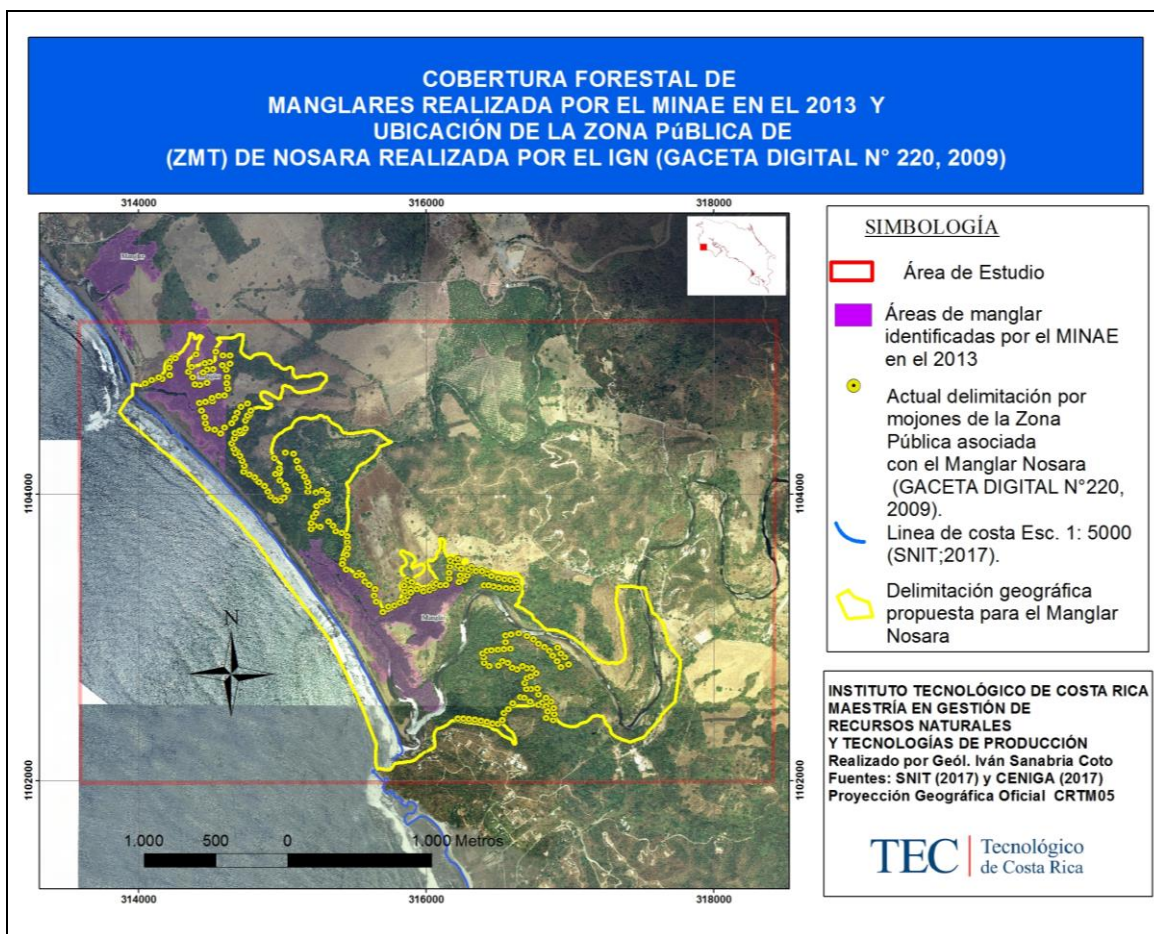 COBERTURA FORESTAL DE
MANGLARES REALIZADA POR EL MINAE EN EL 2013 Y
UBICACIÓN DE LA ZONA PúBLICA DE
(ZMT) DE NOSARA REALIZADA POR EL IGN (GACETA DIGITAL N° 220, 2009)
314000 316000 318000
Manglar
1104000 1104000
Manglar
N
1102000 1102000
1.000 500 0 1.000 Metros
314000 316000 318000
SIMBOLOGÍA
Área de Estudio
Áreas de manglar
identificadas por el MINAE
en el 2013
Actual delimitación por
mojones de la Zona
Pública asociada
con el Manglar Nosara
(GACETA DIGITAL N°220,
2009).
Linea de costa Esc. 1: 5000
(SNIT;2017).
Delimitación geográfica
propuesta para el Manglar
Nosara
INSTITUTO TECNOLÓGICO DE COSTA RICA
MAESTRÍA EN GESTIÓN DE
RECURSOS NATURALES
Y TECNOLOGÍAS DE PRODUCCIÓN
Realizado por Geól. Iván Sanabria Coto
Fuentes: SNIT (2017) y CENIGA (2017)
Proyección Geográfica Oficial CRTM05
TEC Tecnológico
de Costa Rica